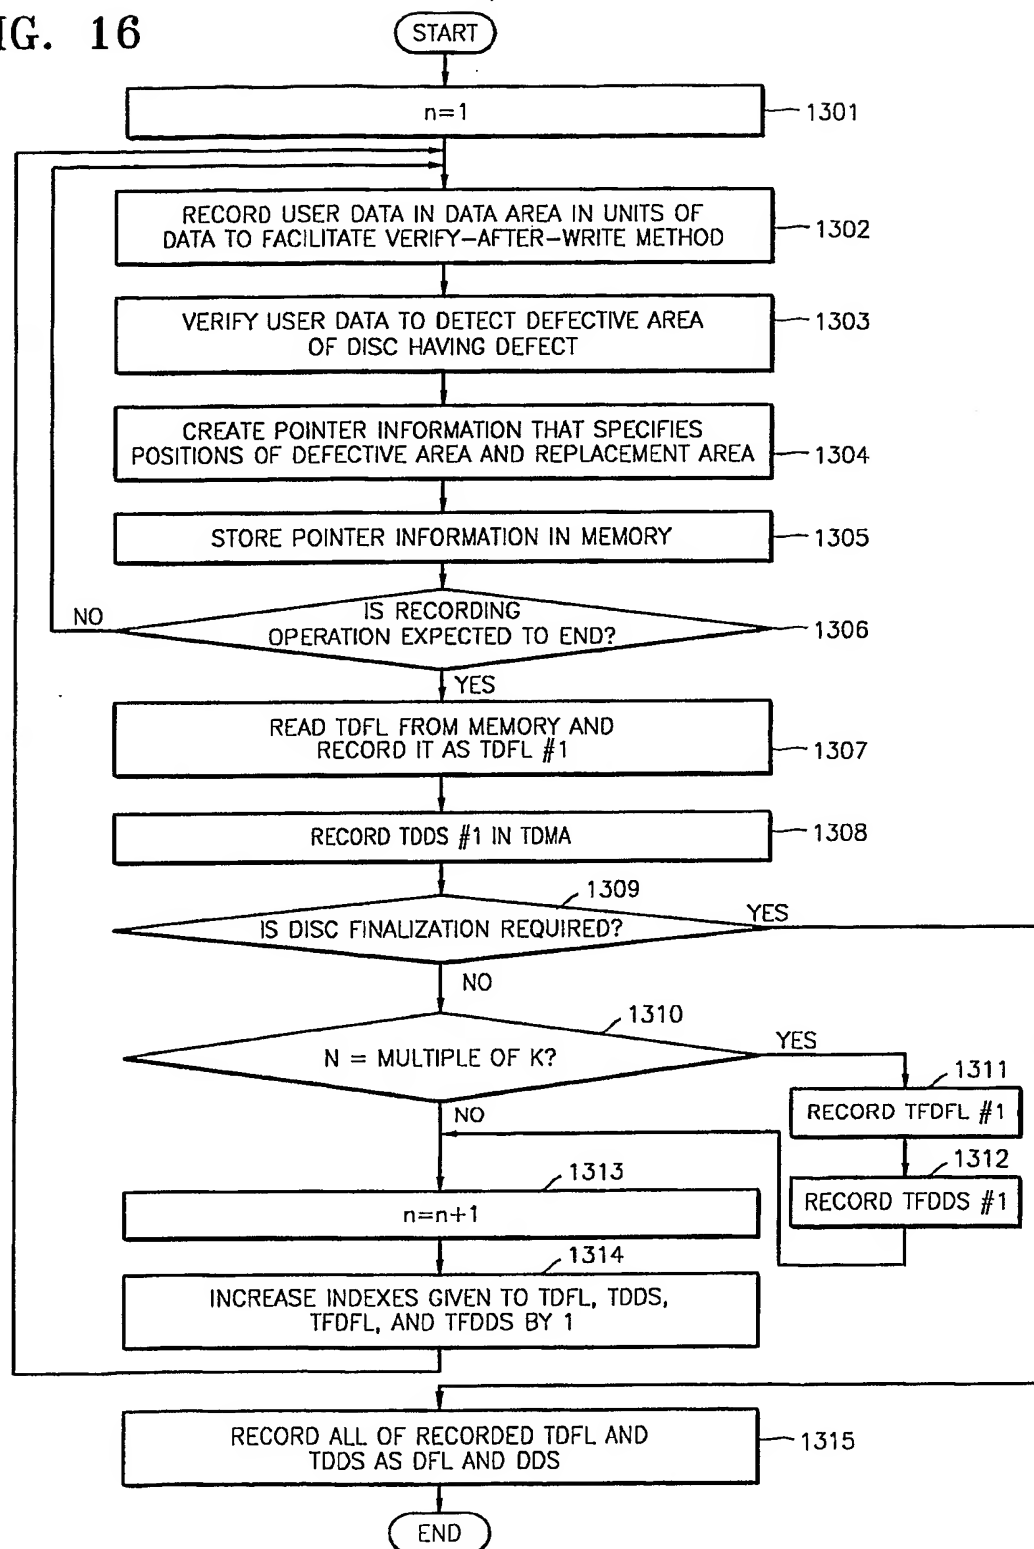 IG. 16
START
n=1
1301
RECORD USER DATA IN DATA AREA IN UNITS OF
DATA TO FACILITATE VERIFY-AFTER-WRITE METHOD
1302
VERIFY USER DATA TO DETECT DEFECTIVE AREA
OF DISC HAVING DEFECT
1303
CREATE POINTER INFORMATION THAT SPECIFIES
POSITIONS OF DEFECTIVE AREA AND REPLACEMENT AREA
1304
STORE POINTER INFORMATION IN MEMORY
1305
IS RECORDING
OPERATION EXPECTED TO END?
1306
NO
YES
READ TDFL FROM MEMORY AND
RECORD IT AS TDFL #1
1307
RECORD TDDS #1 IN TDMA
1308
1309
IS DISC FINALIZATION REQUIRED?
YES
NO
1310
N = MULTIPLE OF K?
YES
NO
1311
RECORD TFDFL #1
1312
RECORD TFDDS #1
1313
n=n+1
1314
INCREASE INDEXES GIVEN TO TDFL, TDDS,
TFDFL, AND TFDDS BY 1
RECORD ALL OF RECORDED TDFL AND
TDDS AS DFL AND DDS
1315
END